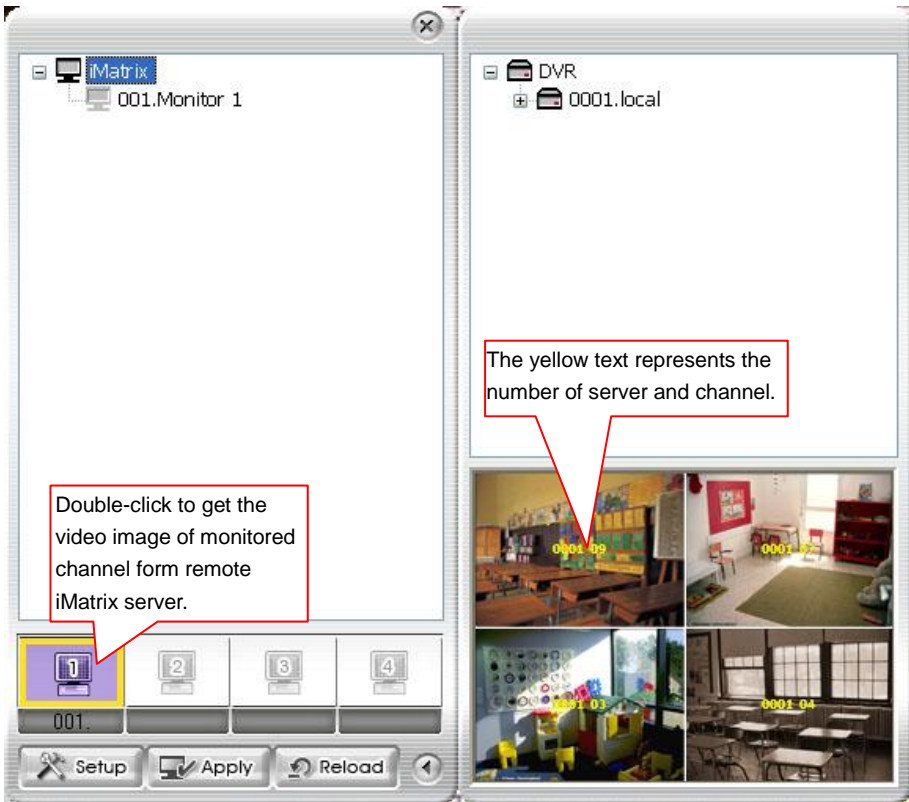 iMatrix
001.Monitor 1
DVR
0001.local
The yellow text represents the
number of server and channel.
Double-click to get the
video image of monitored
channel form remote
iMatrix server.
0001 09
0001 07
0001 03
0001 04
1
2
3
4
001.
Setup
Apply
Reload